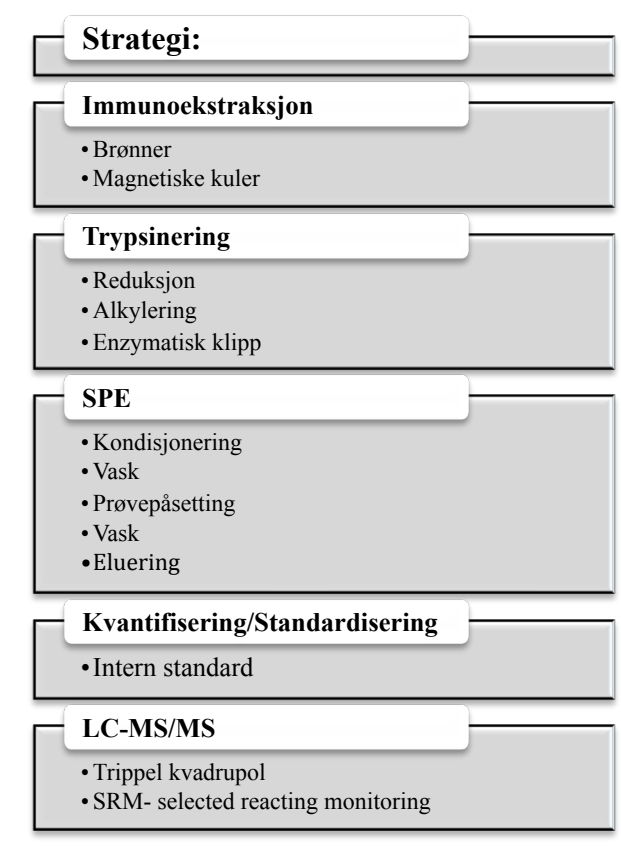 Strategi:
Immunoekstraksjon
•Brønner
•Magnetiske kuler
Trypsinering
•Reduksjon
•Alkylering
•Enzymatisk klipp
SPE
•Kondisjonering
•Vask
•Prøvepåsetting
•Vask
•Eluering
Kvantifisering/Standardisering
•Intern standard
LC-MS/MS
•Trippel kvadrupol
•SRM- selected reacting monitoring